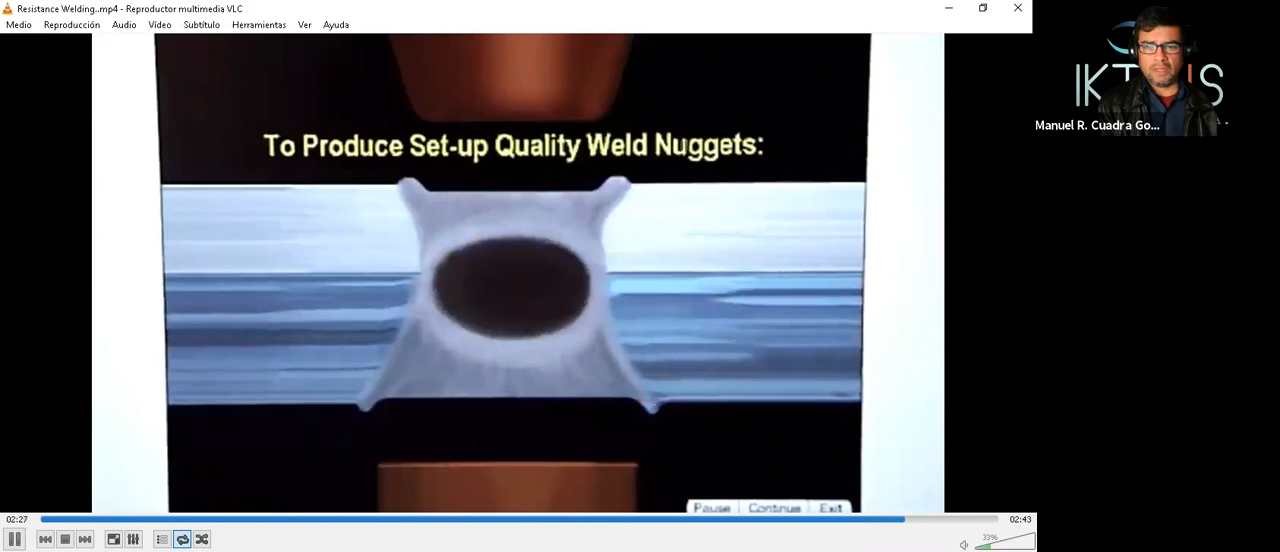 Resistance Welding..mp4 - Reproductor multimedia VLC
Medio Reproducción Audio Vídeo Subtítulo Herramientas Ver Ayuda
To Produce Set-up Quality Weld Nuggets:
Pause Continue Exit
02:27
02:43
33%
Manuel R. Cuadra Go...